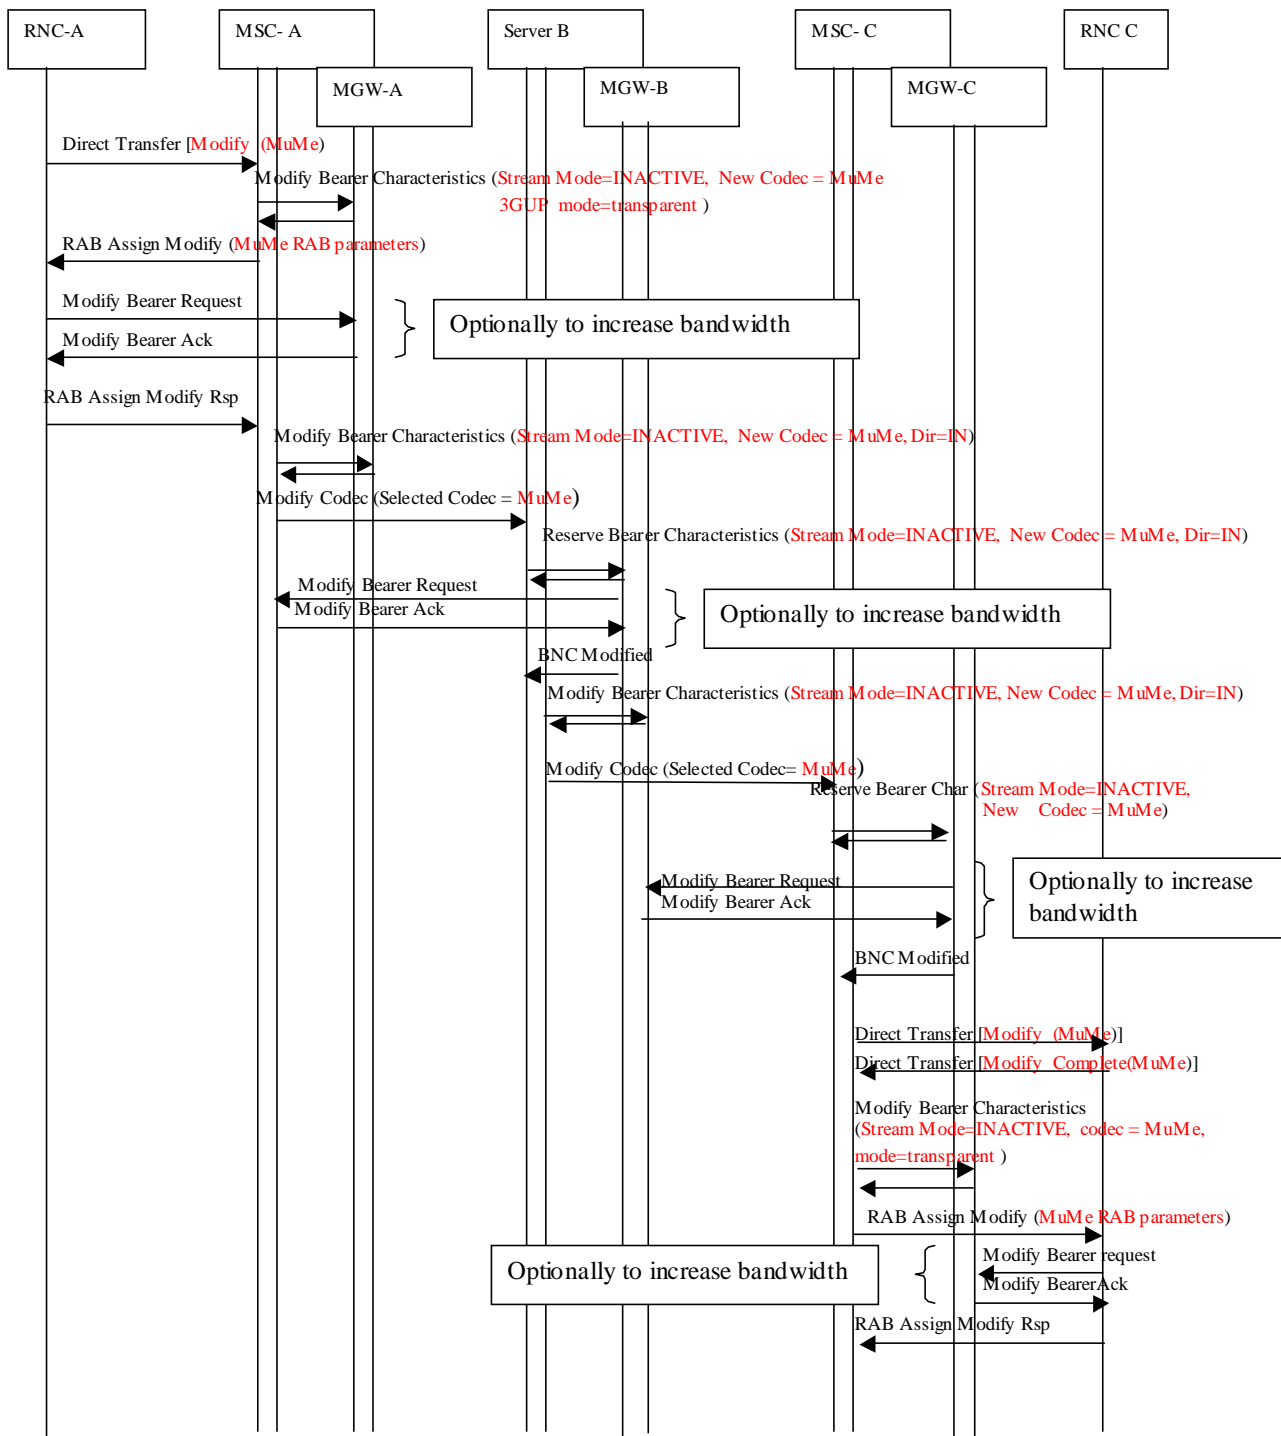 RNC-A
MSC- A
Server B
MSC- C
RNC C
MGW-A
MGW-B
MGW-C
Direct Transfer [Modify (MuMe)
Modify Bearer Characteristics (Stream Mode=INACTIVE, New Codec = MuMe
3GUP mode=transparent )
RAB Assign Modify (MuMe RAB parameters)
Modify Bearer Request
Optionally to increase bandwidth
Modify Bearer Ack
RAB Assign Modify Rsp
Modify Bearer Characteristics (Stream Mode=INACTIVE, New Codec = MuMe, Dir=IN)
Modify Codec (Selected Codec = MuMe)
Reserve Bearer Characteristics (Stream Mode=INACTIVE, New Codec = MuMe, Dir=IN)
Modify Bearer Request
Modify Bearer Ack
Optionally to increase bandwidth
BNC Modified
Modify Bearer Characteristics (Stream Mode=INACTIVE, New Codec = MuMe, Dir=IN)
Modify Codec (Selected Codec= MuMe)
Reserve Bearer Char (Stream Mode=INACTIVE,
New Codec = MuMe)
Modify Bearer Request
Modify Bearer Ack
Optionally to increase
bandwidth
BNC Modified
Direct Transfer [Modify (MuMe)]
Direct Transfer [Modify Complete(MuMe)]
Modify Bearer Characteristics
(Stream Mode=INACTIVE, codec = MuMe,
mode=transparent )
RAB Assign Modify (MuMe RAB parameters)
Optionally to increase bandwidth
Modify Bearer request
Modify BearerAck
RAB Assign Modify Rsp